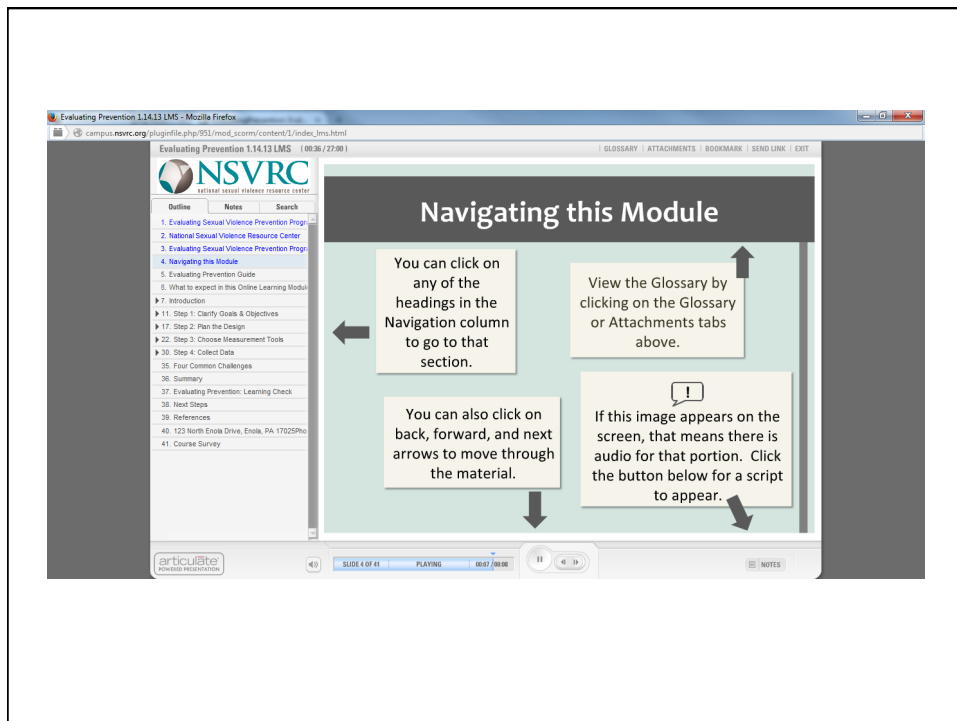 Evaluating Prevention 1.14.13 LMS - Mozilla Firefox
campus.nsvrc.org/pluginfile.php/951/mod_scorm/content/1/index_lms.html
Evaluating Prevention 1.14.13 LMS ( 00:36 / 27:00 )
| GLOSSARY | ATTACHMENTS | BOOKMARK | SEND LINK | EXIT
NSVRC
national sexual violence resource center
Outline Notes Search
1. Evaluating Sexual Violence Prevention Progra
2. National Sexual Violence Resource Center
3. Evaluating Sexual Violence Prevention Progra
4. Navigating this Module
5. Evaluating Prevention Guide
6. What to expect in this Online Learning Module
7. Introduction
11. Step 1: Clarify Goals & Objectives
17. Step 2: Plan the Design
22. Step 3: Choose Measurement Tools
30. Step 4: Collect Data
35. Four Common Challenges
36. Summary
37. Evaluating Prevention: Learning Check
38. Next Steps
39. References
40. 123 North Enola Drive, Enola, PA 17025Pho
41. Course Survey
Navigating this Module
You can click on
any of the
headings in the
Navigation column
to go to that
section.
View the Glossary by
clicking on the Glossary
or Attachments tabs
above.
You can also click on
back, forward, and next
arrows to move through
the material.
!
If this image appears on the
screen, that means there is
audio for that portion. Click
the button below for a script
to appear.
articulate
POWERED PRESENTATION
SLIDE 4 OF 41 PLAYING 00:07 / 00:08
NOTES